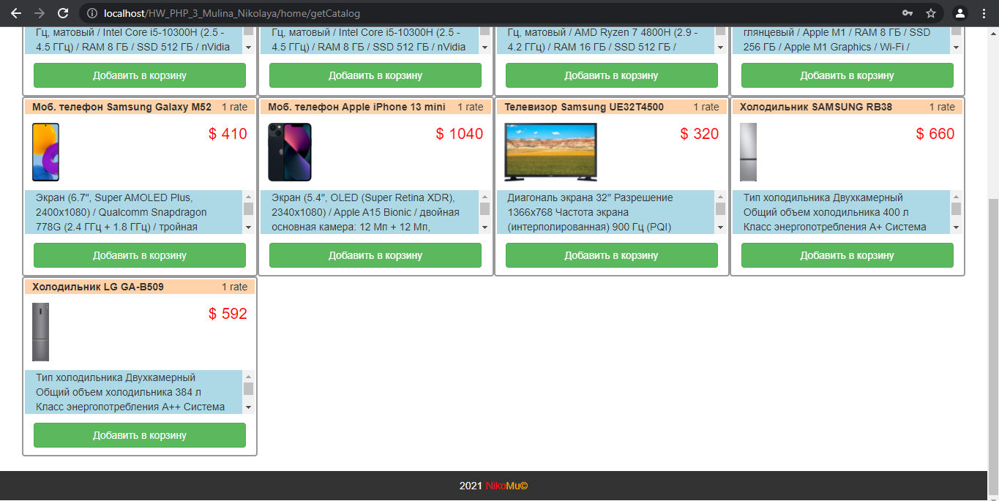 localhost/HW_PHP_3_Mulina_Nikolaya/home/getCatalog
Гц, матовый / Intel Core i5-10300H (2.5 -
4.5 ГГц) / RAM 8 ГБ / SSD 512 ГБ / nVidia
Добавить в корзину
Гц, матовый / Intel Core i5-10300H (2.5 -
4.5 ГГц) / RAM 8 ГБ / SSD 512 ГБ / nVidia
Добавить в корзину
Гц, матовый / AMD Ryzen 7 4800H (2.9 -
4.2 ГГц) / RAM 16 ГБ / SSD 512 ГБ /
Добавить в корзину
глянцевый / Apple M1 / RAM 8 ГБ / SSD
256 ГБ / Apple M1 Graphics / Wi-Fi /
Добавить в корзину
Моб. телефон Samsung Galaxy M52 1 rate
$ 410
Экран (6.7", Super AMOLED Plus,
2400x1080) / Qualcomm Snapdragon
778G (2.4 ГГц + 1.8 ГГц) / тройная
Добавить в корзину
Моб. телефон Apple iPhone 13 mini 1 rate
$ 1040
Экран (5.4", OLED (Super Retina XDR),
2340x1080) / Apple A15 Bionic / двойная
основная камера: 12 Мп + 12 Мп,
Добавить в корзину
Телевизор Samsung UE32T4500 1 rate
$ 320
Диагональ экрана 32" Разрешение
1366x768 Частота экрана
(интерполированная) 900 Гц (PQI)
Добавить в корзину
Холодильник SAMSUNG RB38 1 rate
$ 660
Тип холодильника Двухкамерный
Общий объем холодильника 400 л
Класс энергопотребления А+ Система
Добавить в корзину
Холодильник LG GA-B509 1 rate
$ 592
Тип холодильника Двухкамерный
Общий объем холодильника 384 л
Класс энергопотребления А++ Система
Добавить в корзину
2021 NikoMu©